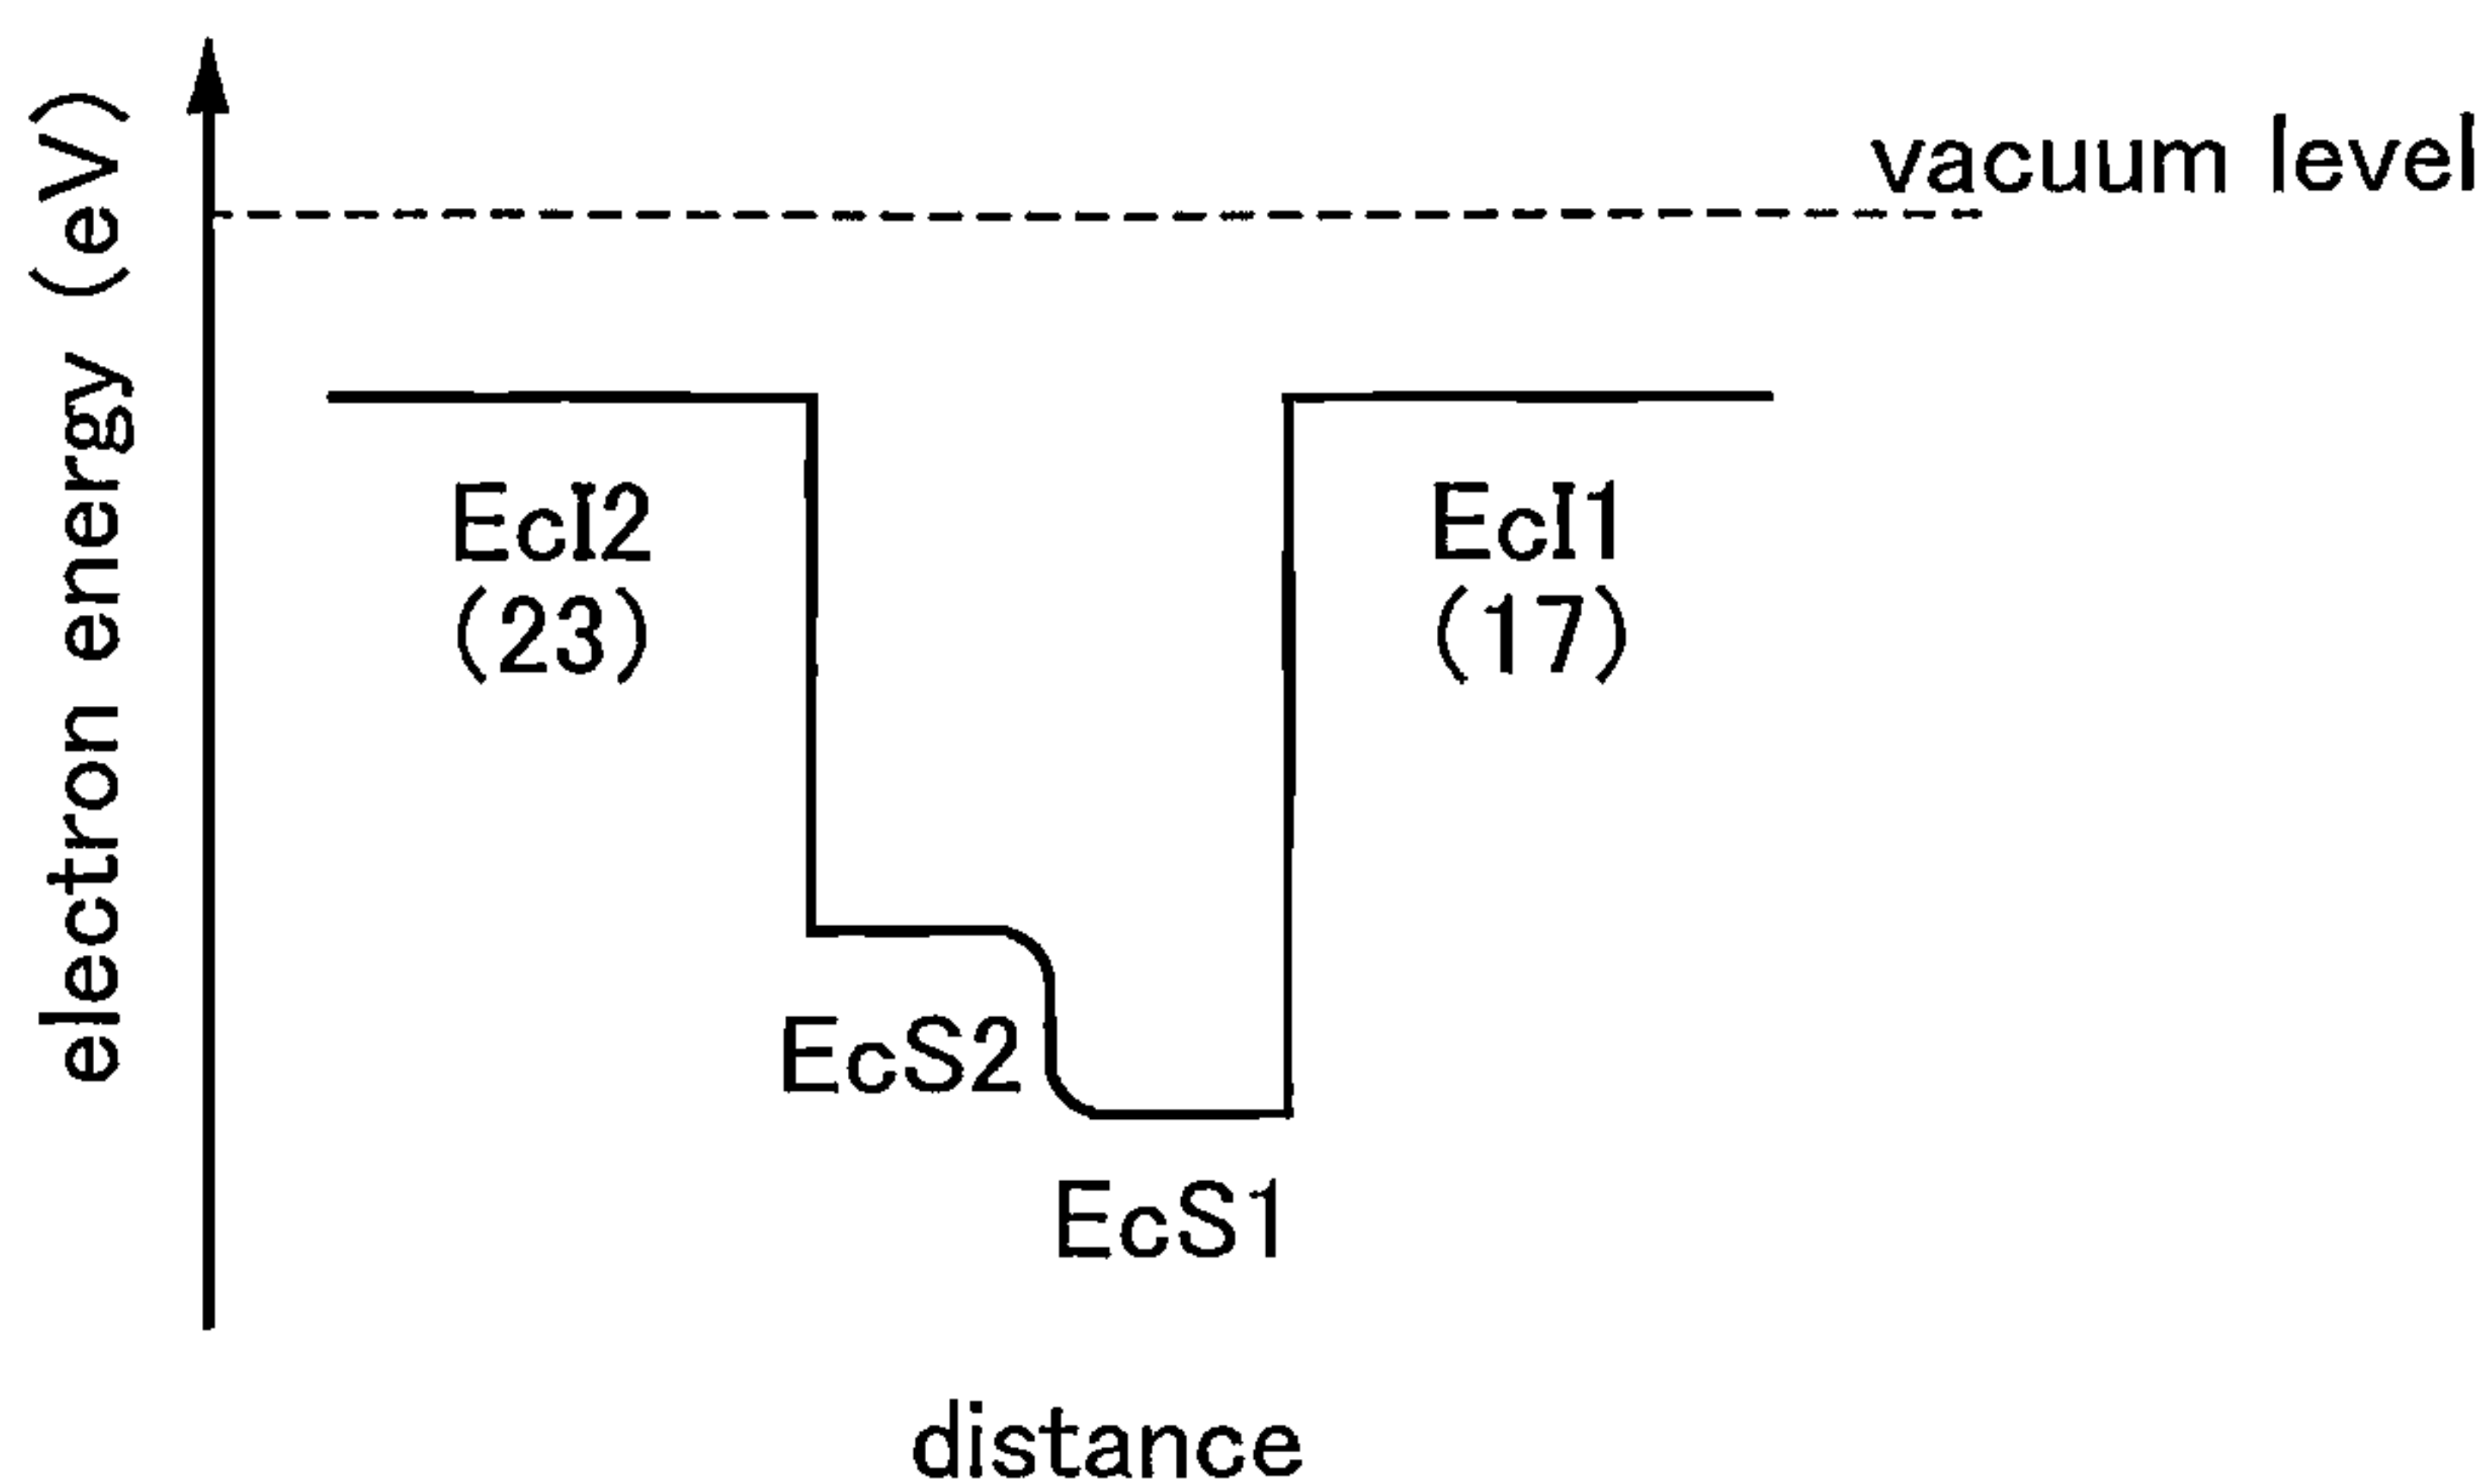 electron energy (eV)
vacuum level
EcI2
(23)
EcI1
(17)
EcS2
EcS1
distance